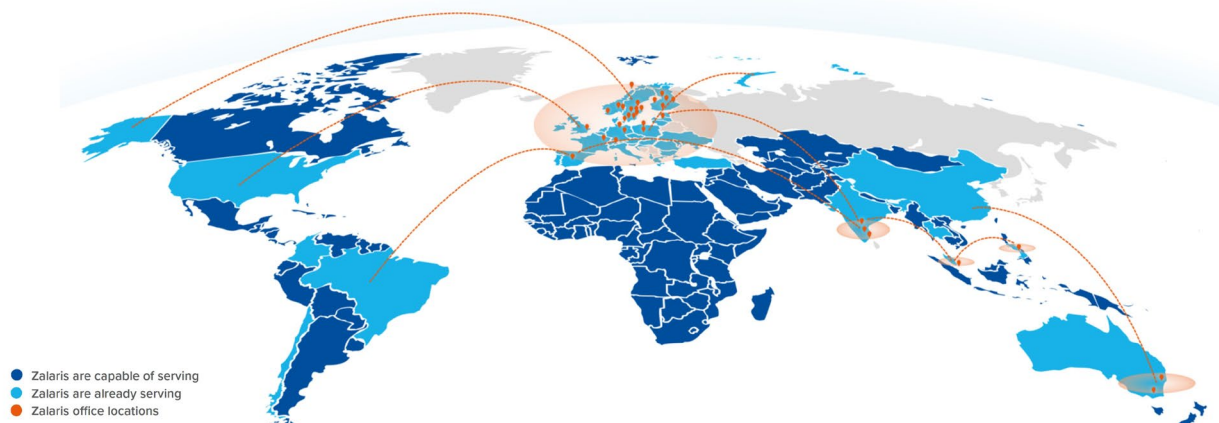 Zalaris are capable of serving
Zalaris are already serving
Zalaris office locations